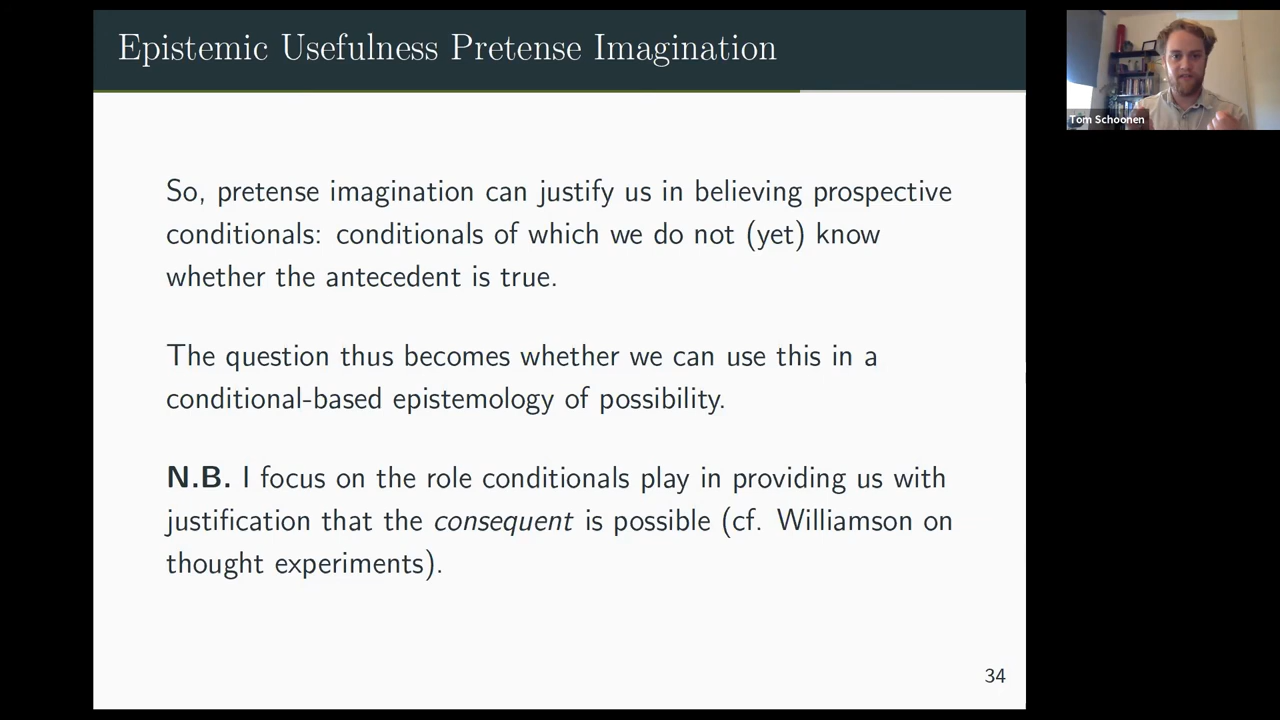 Epistemic Usefulness Pretense Imagination
Tom Schoonen
So, pretense imagination can justify us in believing prospective
conditionals: conditionals of which we do not (yet) know
whether the antecedent is true.
The question thus becomes whether we can use this in a
conditional-based epistemology of possibility.
N.B. I focus on the role conditionals play in providing us with
justification that the consequent is possible (cf. Williamson on
thought experiments).
34